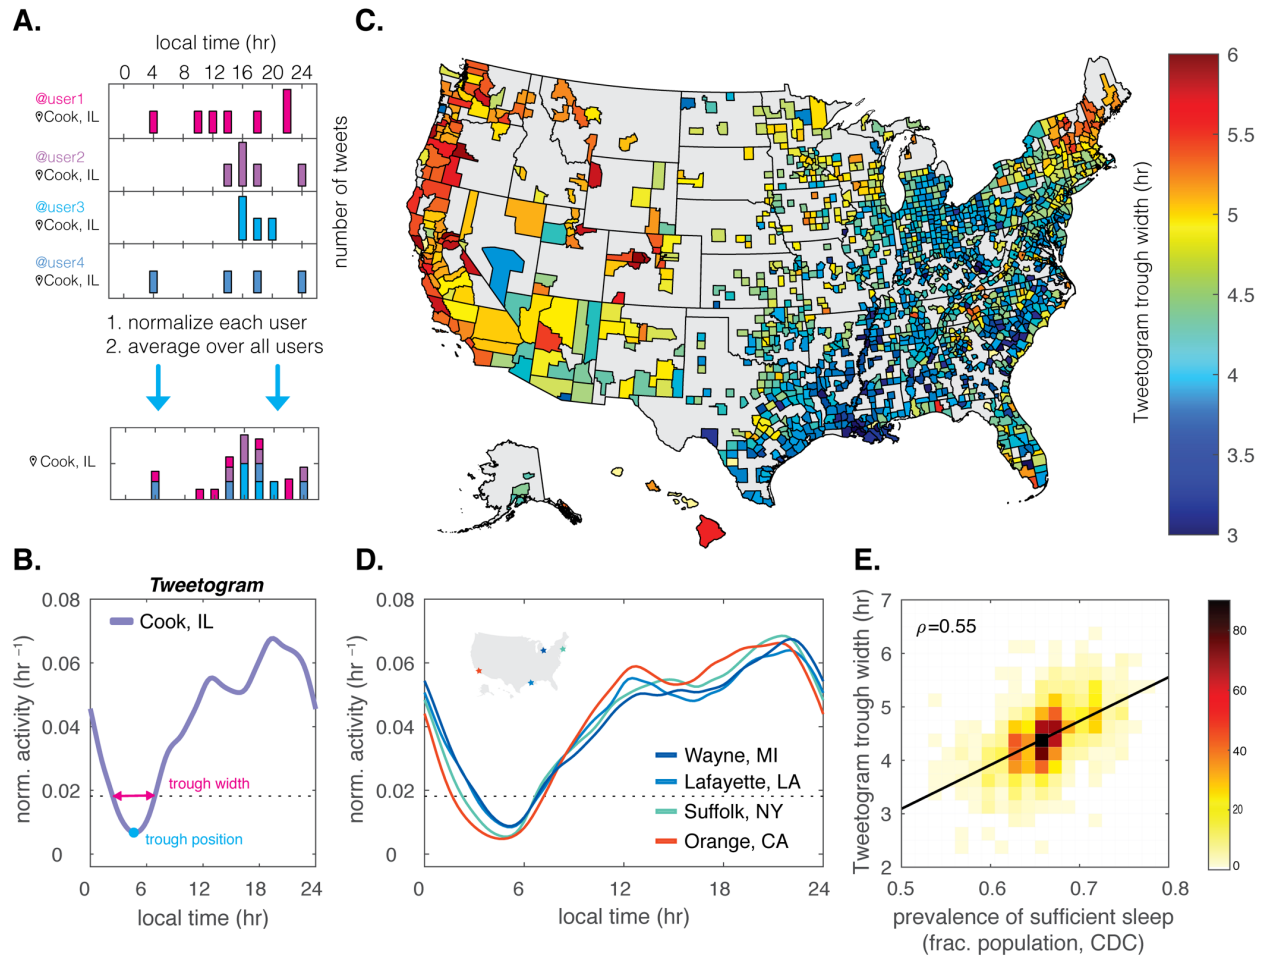 A.
local time (hr)
0 4 8 12 16 20 24
@user1
Cook, IL
@user2
Cook, IL
@user3
Cook, IL
@user4
Cook, IL
number of tweets
1. normalize each user
2. average over all users
Cook, IL
C.
6
5.5
5
4.5
4
3.5
3
Tweetogram trough width (hr)
B.
Tweetogram
0.08
0.06
0.04
0.02
0
norm. activity (hr⁻¹)
Cook, IL
trough width
trough position
0 6 12 18 24
local time (hr)
D.
0.08
0.06
0.04
0.02
0
norm. activity (hr⁻¹)
Wayne, MI
Lafayette, LA
Suffolk, NY
Orange, CA
0 6 12 18 24
local time (hr)
E.
7
6
5
4
3
2
Tweetogram trough width (hr)
ρ=0.55
0.5 0.6 0.7 0.8
prevalence of sufficient sleep
(frac. population, CDC)
80
60
40
20
0